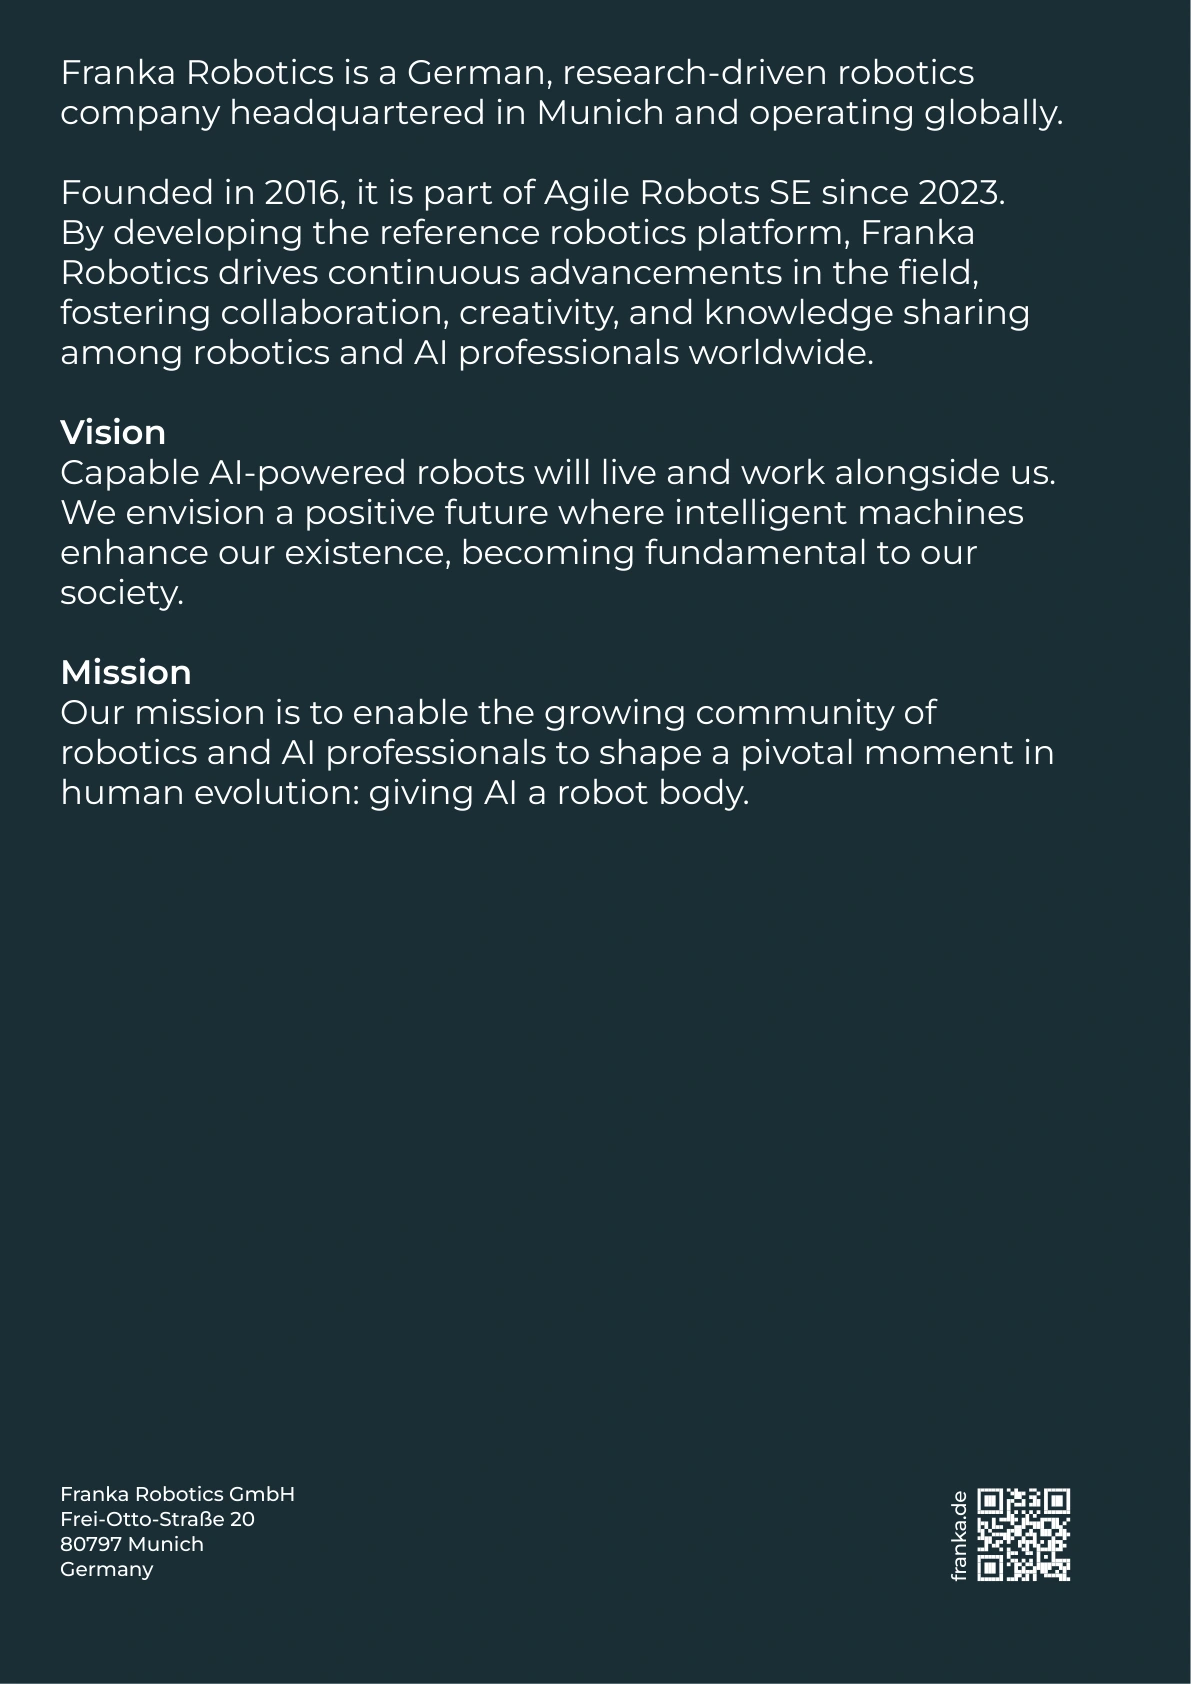 Franka Robotics is a German, research-driven robotics
company headquartered in Munich and operating globally.
Founded in 2016, it is part of Agile Robots SE since 2023.
By developing the reference robotics platform, Franka
Robotics drives continuous advancements in the field,
fostering collaboration, creativity, and knowledge sharing
among robotics and AI professionals worldwide.
Vision
Capable AI-powered robots will live and work alongside us.
We envision a positive future where intelligent machines
enhance our existence, becoming fundamental to our
society.
Mission
Our mission is to enable the growing community of
robotics and AI professionals to shape a pivotal moment in
human evolution: giving AI a robot body.
Franka Robotics GmbH
Frei-Otto-Straße 20
80797 Munich
Germany
franka.de